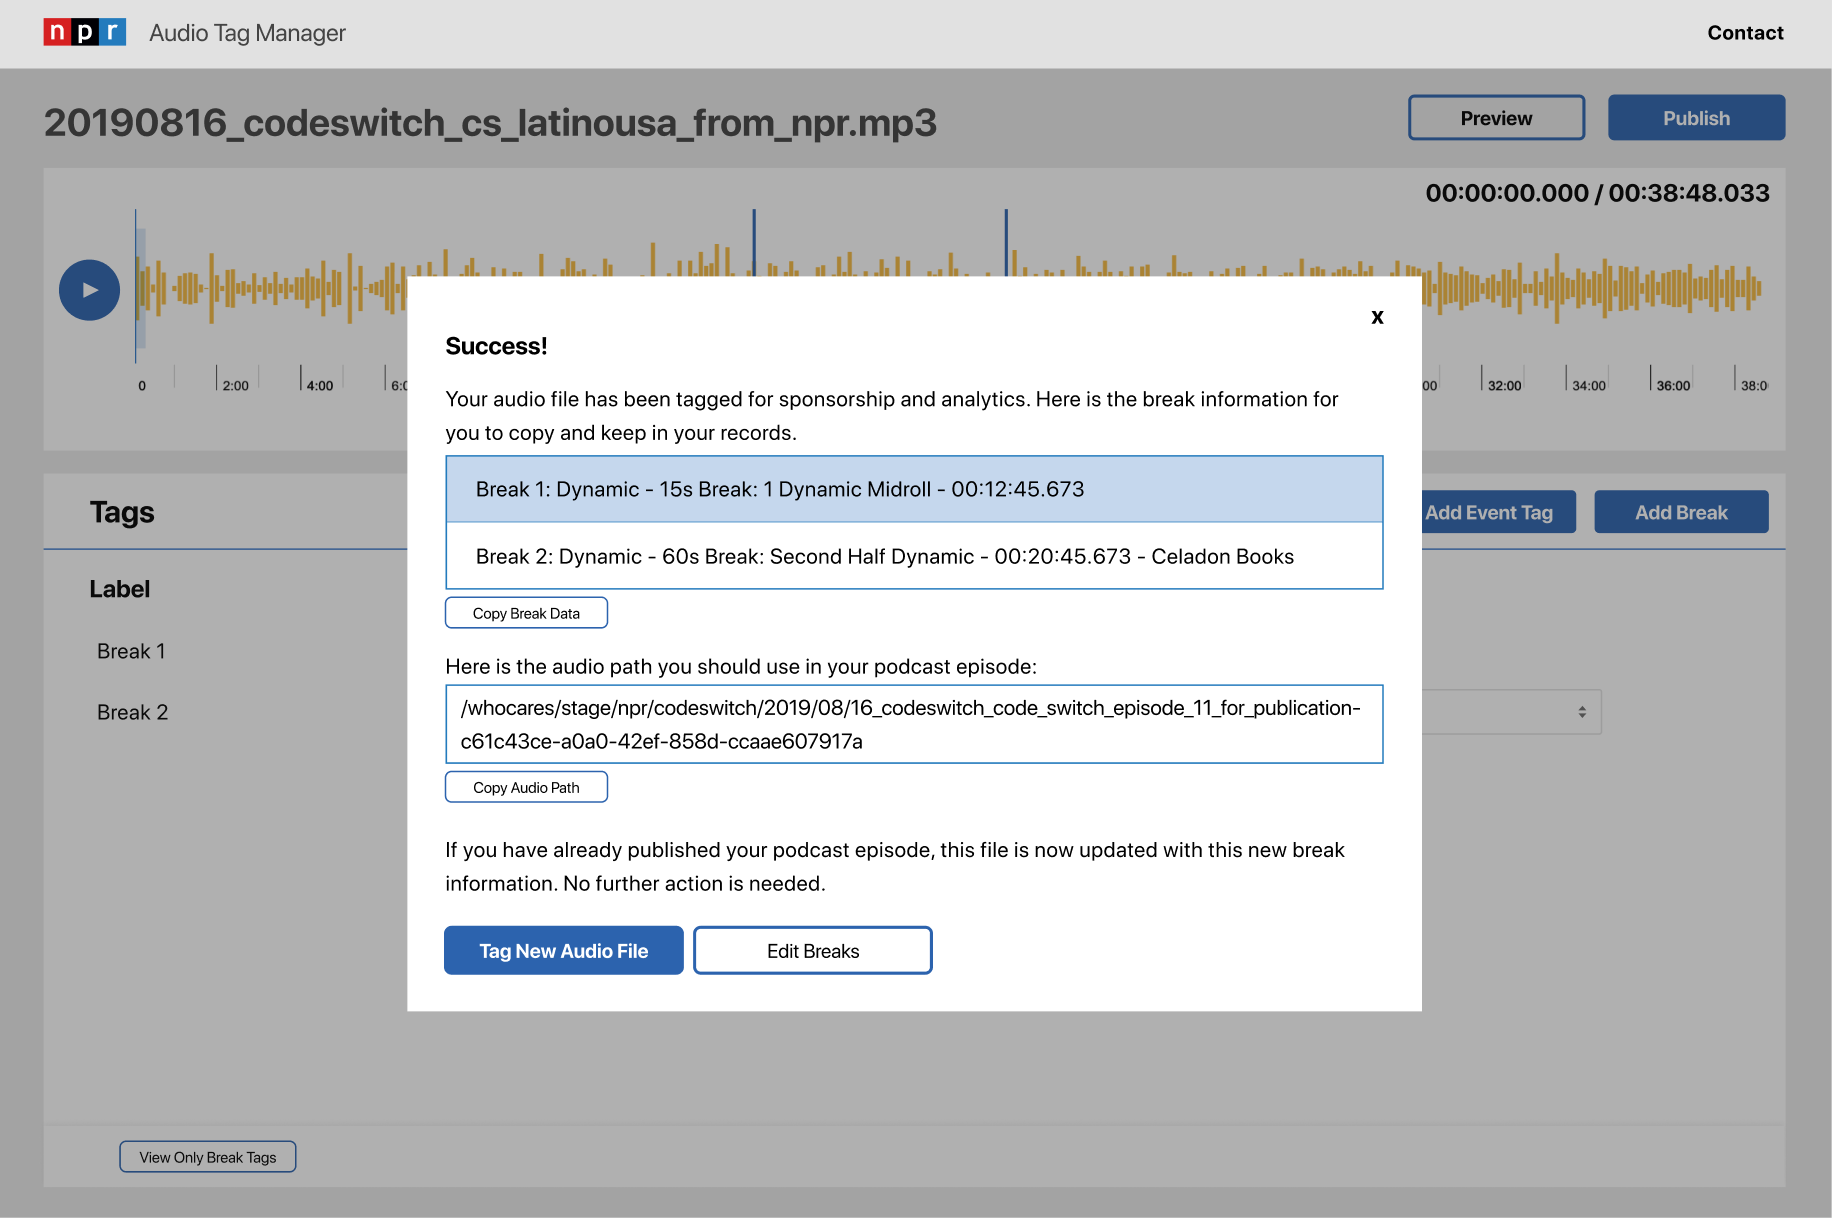 npr Audio Tag Manager Contact
20190816_codeswitch_cs_latinousa_from_npr.mp3 Preview Publish
00:00:00.000 / 00:38:48.033
0 2:00 4:00 6:0 00 32:00 34:00 36:00 38:0
x
Success!
Your audio file has been tagged for sponsorship and analytics. Here is the break information for
you to copy and keep in your records.
Break 1: Dynamic - 15s Break: 1 Dynamic Midroll - 00:12:45.673
Break 2: Dynamic - 60s Break: Second Half Dynamic - 00:20:45.673 - Celadon Books
Copy Break Data
Here is the audio path you should use in your podcast episode:
/whocares/stage/npr/codeswitch/2019/08/16_codeswitch_code_switch_episode_11_for_publication-
c61c43ce-a0a0-42ef-858d-ccaae607917a
Copy Audio Path
If you have already published your podcast episode, this file is now updated with this new break
information. No further action is needed.
Tag New Audio File Edit Breaks
Tags Add Event Tag Add Break
Label
Break 1
Break 2
View Only Break Tags